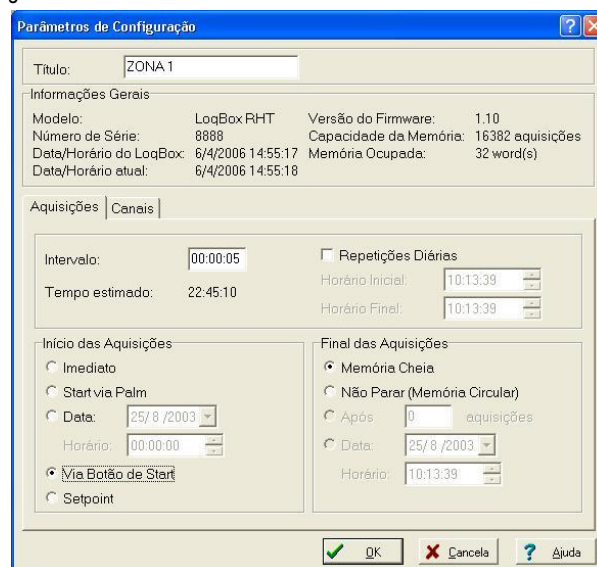 Parâmetros de Configuração
Título: ZONA 1
Informações Gerais
Modelo: LogBox RHT Versão do Firmware: 1.10
Número de Série: 8888 Capacidade da Memória: 16382 aquisições
Data/Horário do LogBox: 6/4/2006 14:55:17 Memória Ocupada: 32 word(s)
Data/Horário atual: 6/4/2006 14:55:18
Aquisições Canais
Intervalo: 00:00:05 Repetições Diárias
Horário Inicial: 10:13:39
Tempo estimado: 22:45:10
Horário Final: 10:13:39
Início das Aquisições
Imediato
Start via Palm
Data: 25/ 8 /2003
Horário: 00:00:00
Via Botão de Start
Setpoint
Final das Aquisições
Memória Cheia
Não Parar (Memória Circular)
Após 0 aquisições
Data: 25/ 8 /2003
Horário: 10:13:39
OK Cancela ? Ajuda